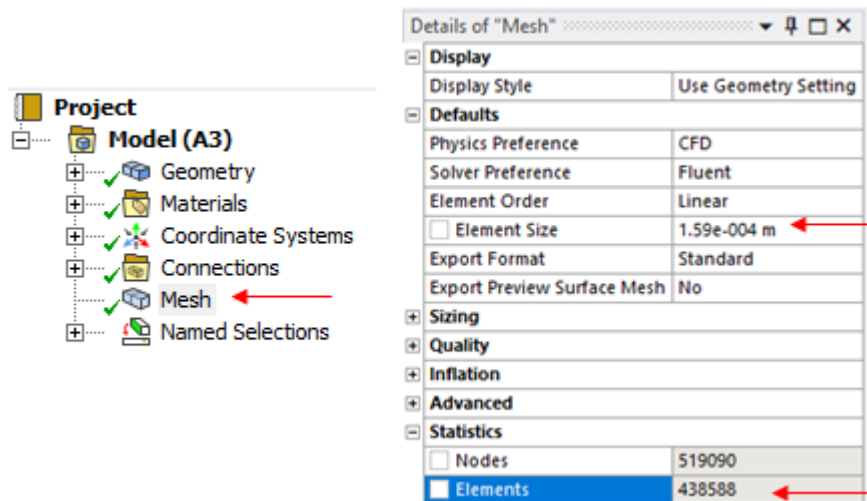 Project
Model (A3)
Geometry
Materials
Coordinate Systems
Connections
Mesh
Named Selections
Details of "Mesh"
Display
Display Style Use Geometry Setting
Defaults
Physics Preference CFD
Solver Preference Fluent
Element Order Linear
Element Size 1.59e-004 m
Export Format Standard
Export Preview Surface Mesh No
Sizing
Quality
Inflation
Advanced
Statistics
Nodes 519090
Elements 438588